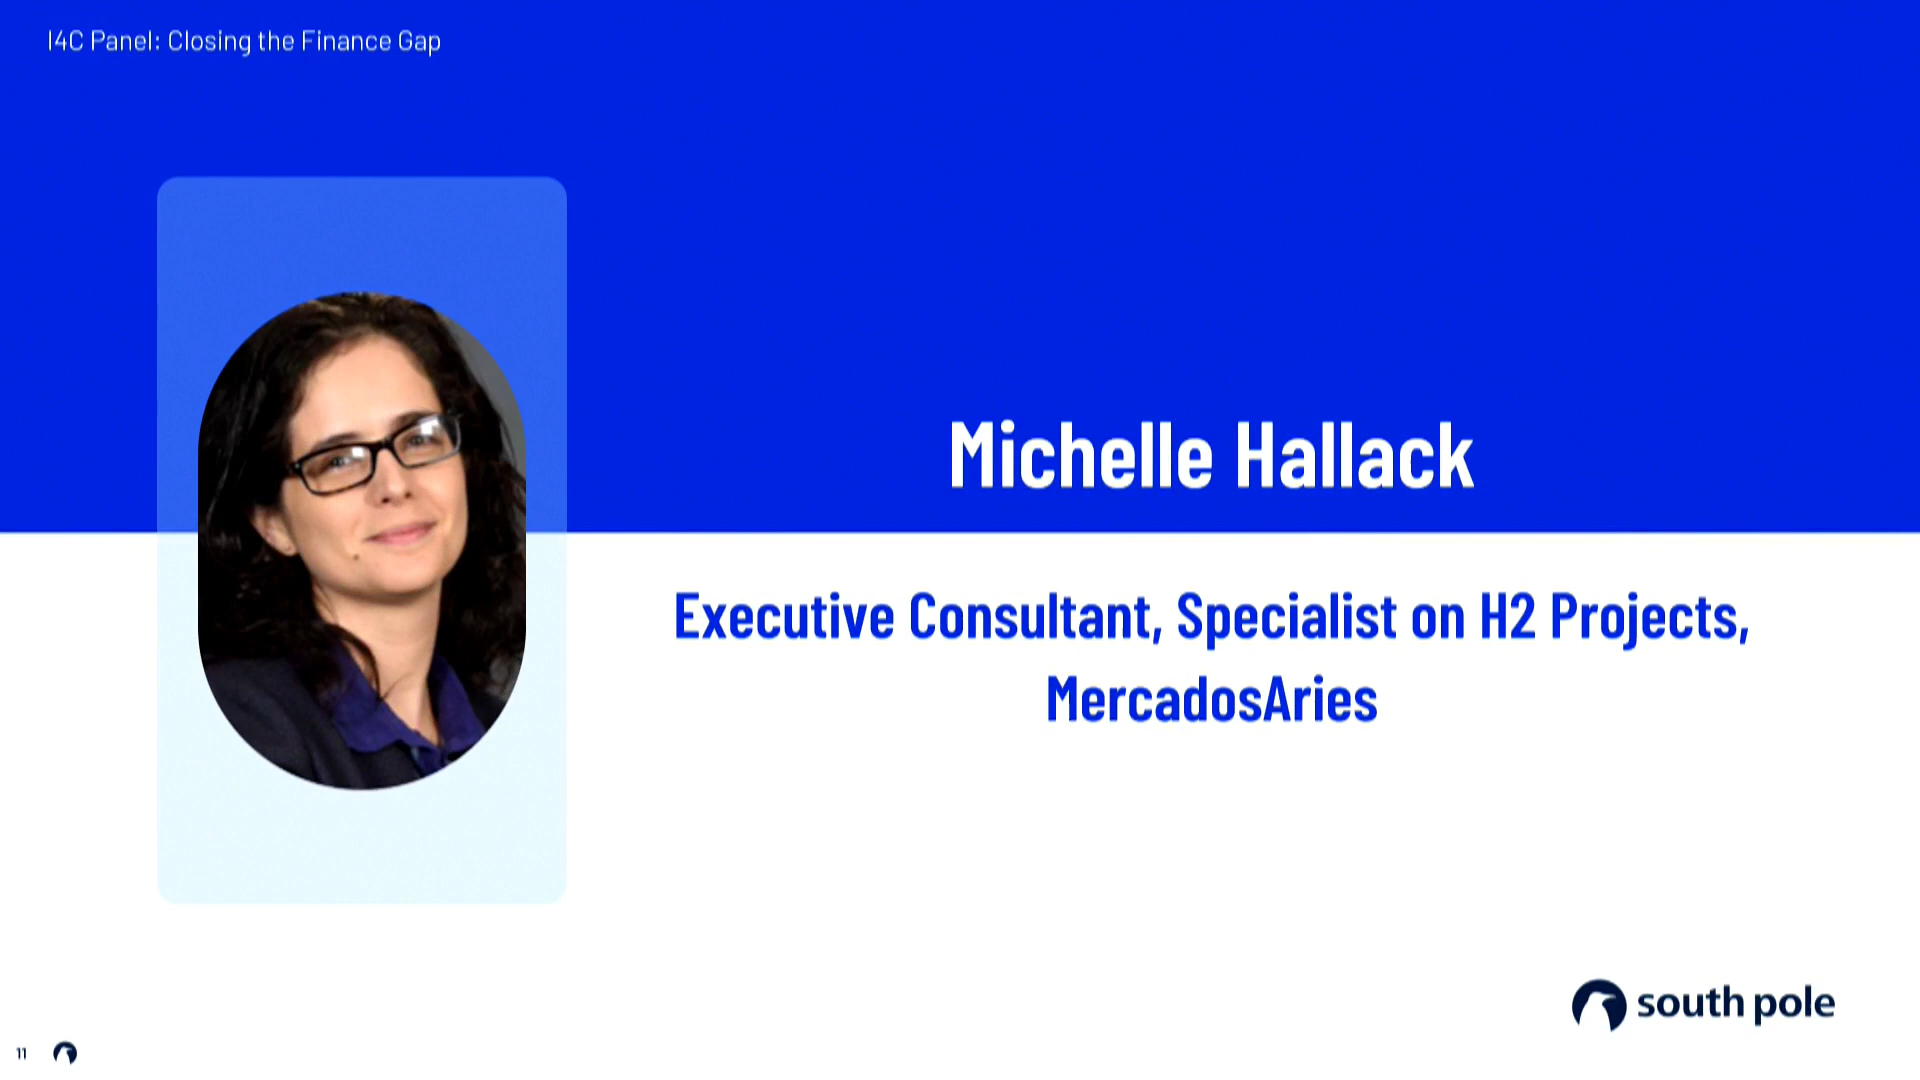 I4C Panel: Closing the Finance Gap
Michelle Hallack
Executive Consultant, Specialist on H2 Projects,
MercadosAries
south pole
11